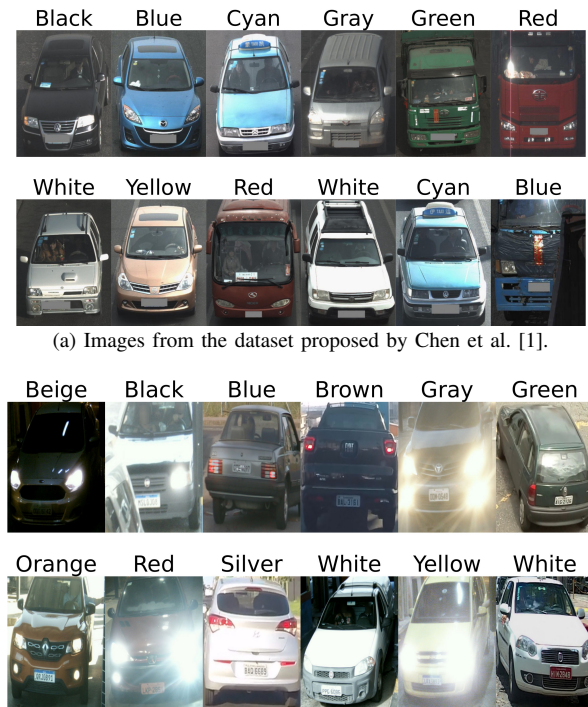 Black Blue Cyan Gray Green Red
White Yellow Red White Cyan Blue
(a) Images from the dataset proposed by Chen et al. [1].
Beige Black Blue Brown Gray Green
Orange Red Silver White Yellow White